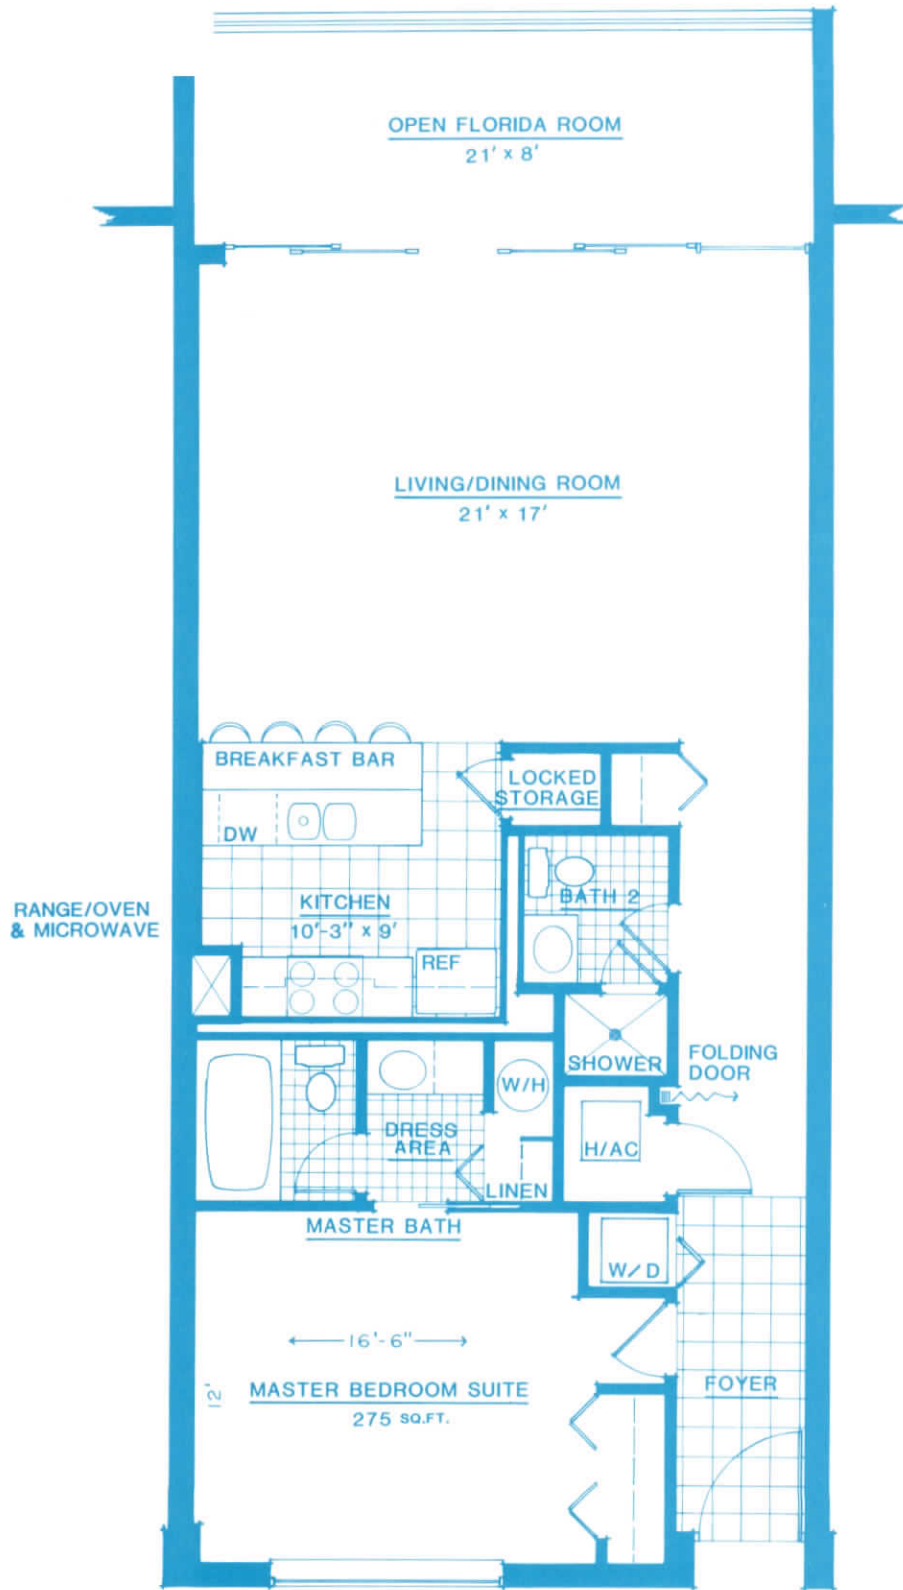 OPEN FLORIDA ROOM
21' x 8'
LIVING/DINING ROOM
21' x 17'
BREAKFAST BAR
LOCKED
STORAGE
DW
BATH 2
KITCHEN
10'-3" x 9'
RANGE/OVEN
& MICROWAVE
REF
SHOWER
FOLDING
DOOR
W/H
DRESS
AREA
H/AC
LINEN
MASTER BATH
W/D
16'-6"
12'
MASTER BEDROOM SUITE
275 SQ.FT.
FOYER